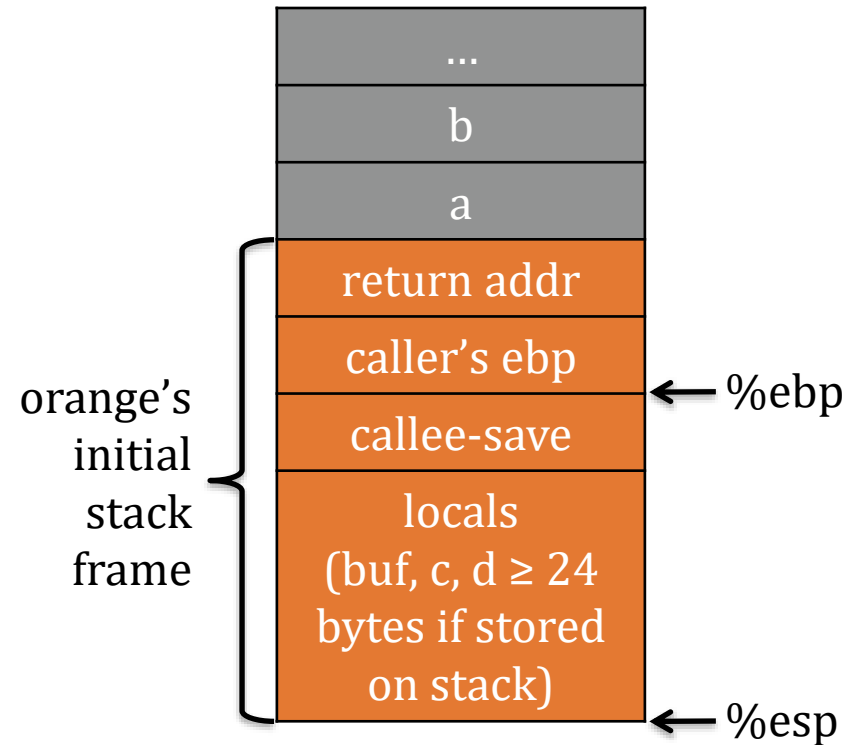 ...
b
a
return addr
caller's ebp
%ebp
callee-save
orange's
initial
stack
frame
locals
(buf, c, d ≥ 24
bytes if stored
on stack)
%esp